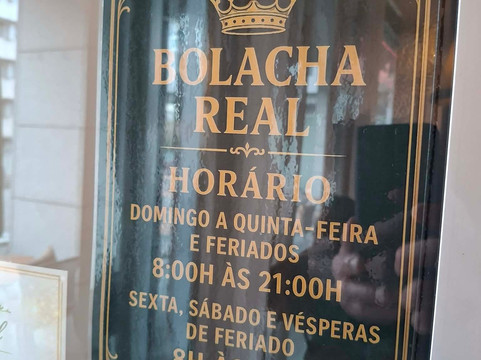 BOLACHA
REAL
HORÁRIO
DOMINGO A QUINTA-FEIRA
E FERIADOS
8:00H ÀS 21:00H
SEXTA, SÁBADO E VÉSPERAS
DE FERIADO